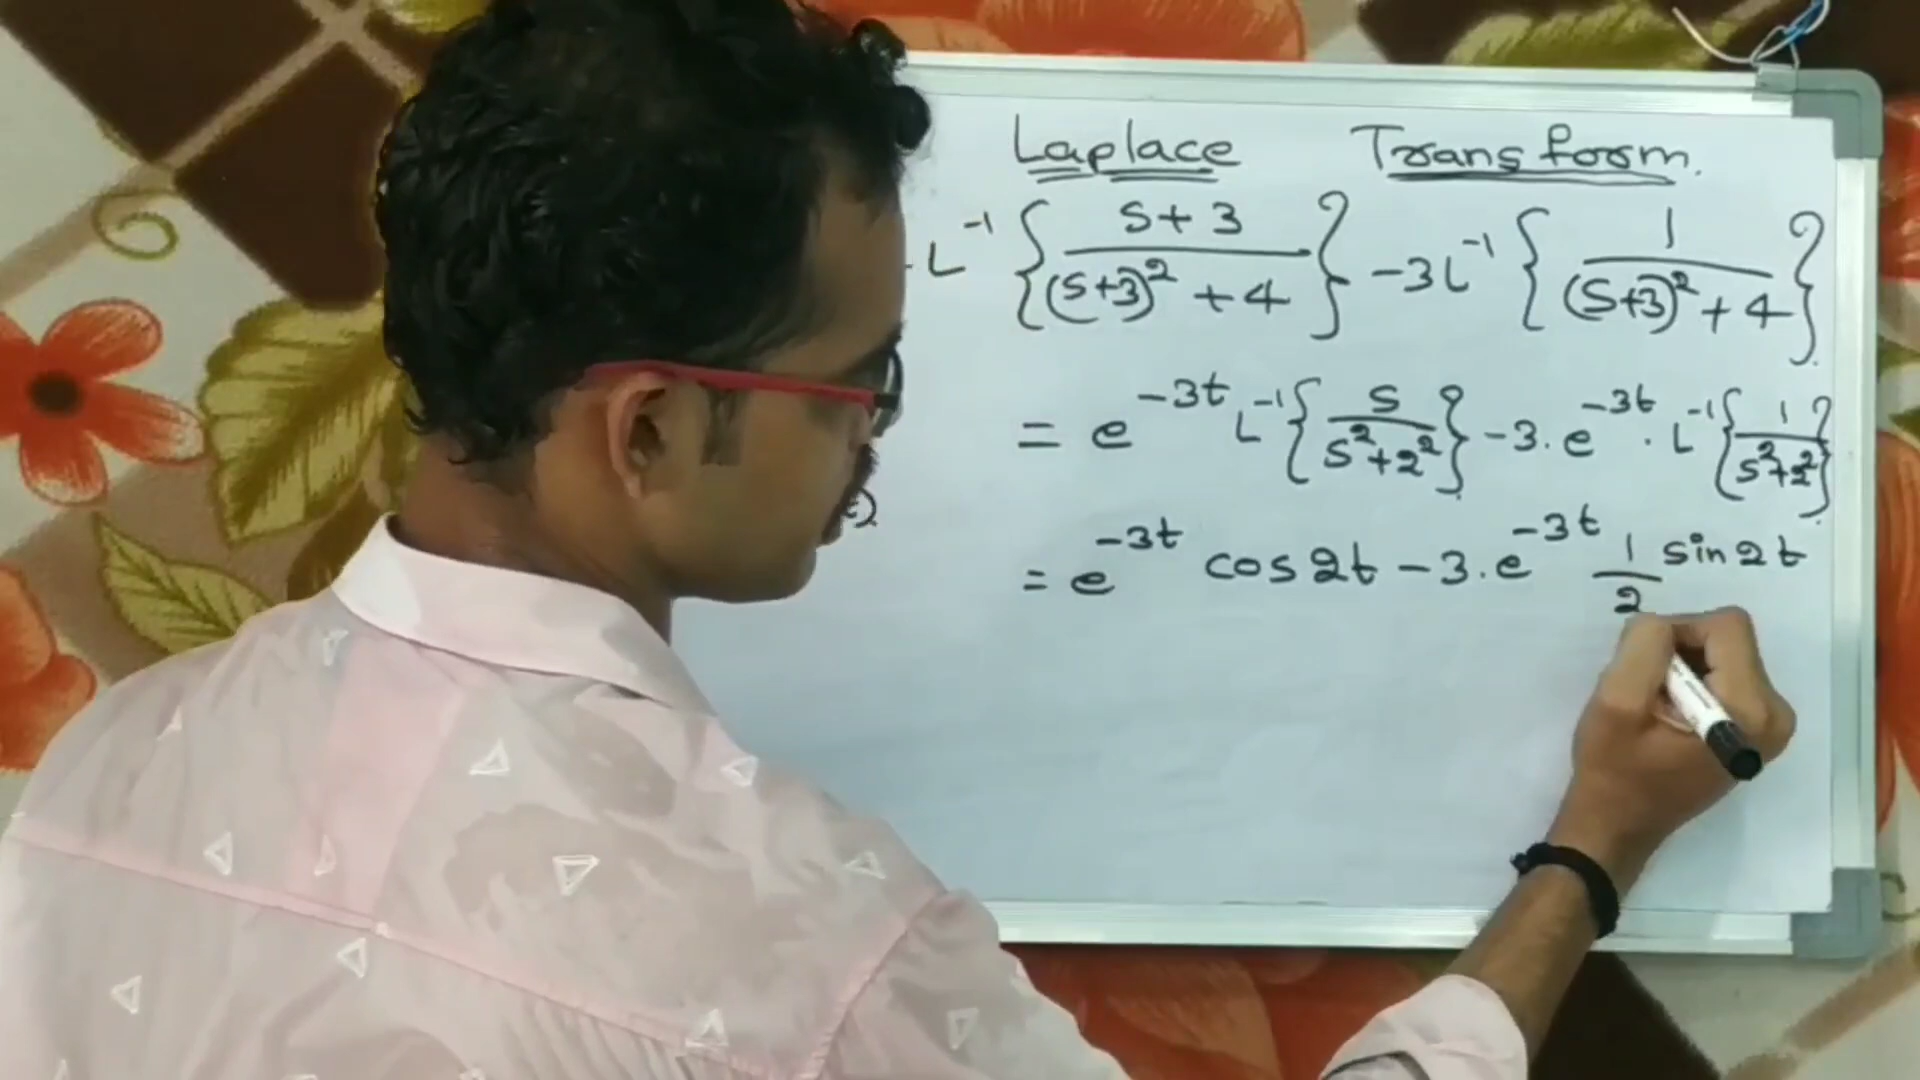 Laplace Transform.
L⁻¹ { (s+3) / ((s+3)² + 4) } - 3L⁻¹ { 1 / ((s+3)² + 4) }
= e^(-3t) L⁻¹ { s / (s² + 2²) } - 3. e^(-3t) . L⁻¹ { 1 / (s² + 2²) }
= e^(-3t) cos 2t - 3. e^(-3t) 1/2 sin 2t